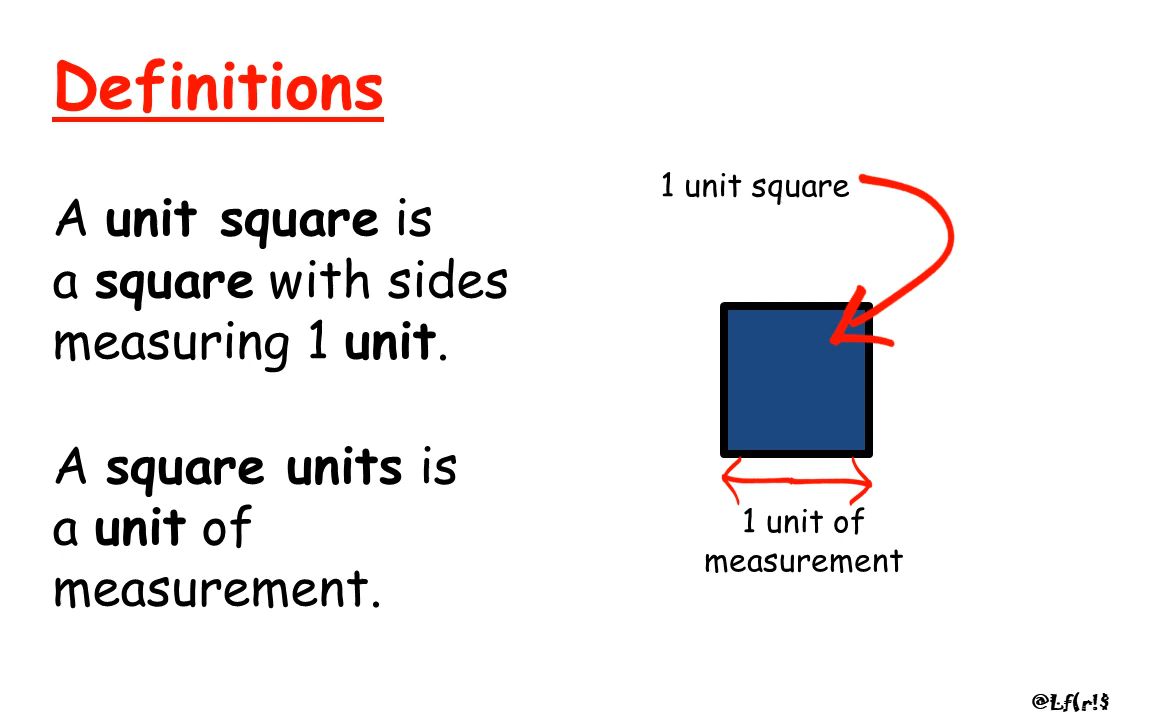 Definitions
A unit square is
a square with sides
measuring 1 unit.
A square units is
a unit of
measurement.
1 unit square
1 unit of
measurement